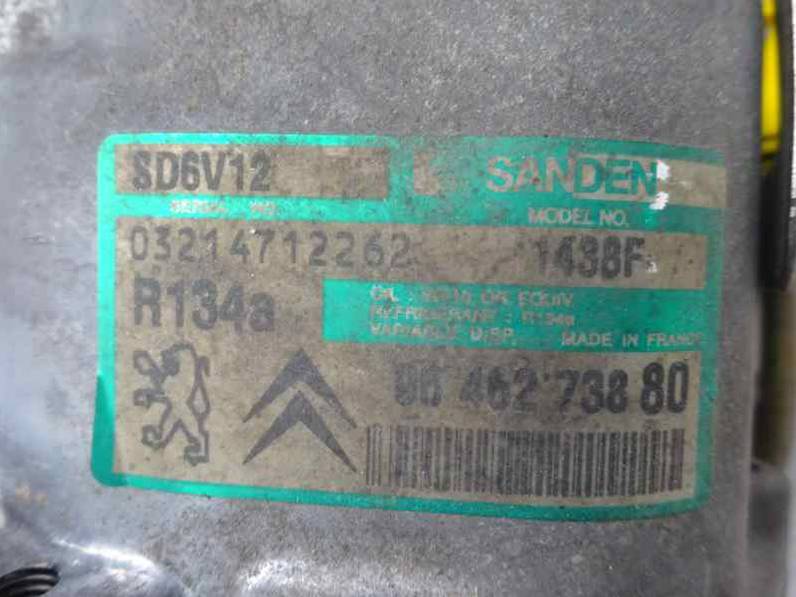 SD6V12 SANDEN
SERIAL NO. MODEL NO.
03214712262 1438F
R134a
OIL : SP10 OR EQUIV.
REFRIGERANT : R134a
VARIABLE DISP. MADE IN FRANCE
96 462 738 80